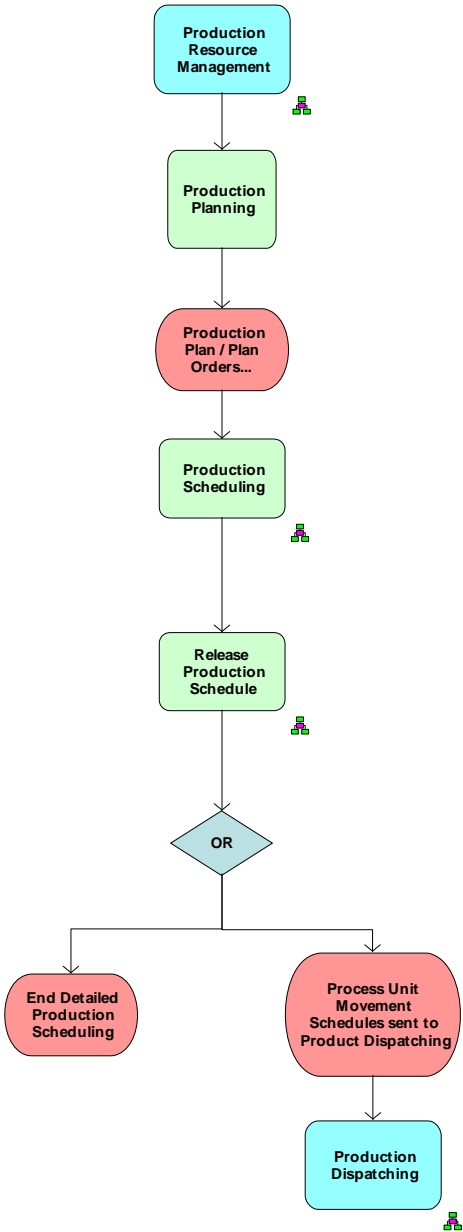 Production
Resource
Management
Production
Planning
Production
Plan / Plan
Orders...
Production
Scheduling
Release
Production
Schedule
OR
End Detailed
Production
Scheduling
Process Unit
Movement
Schedules sent to
Product Dispatching
Production
Dispatching